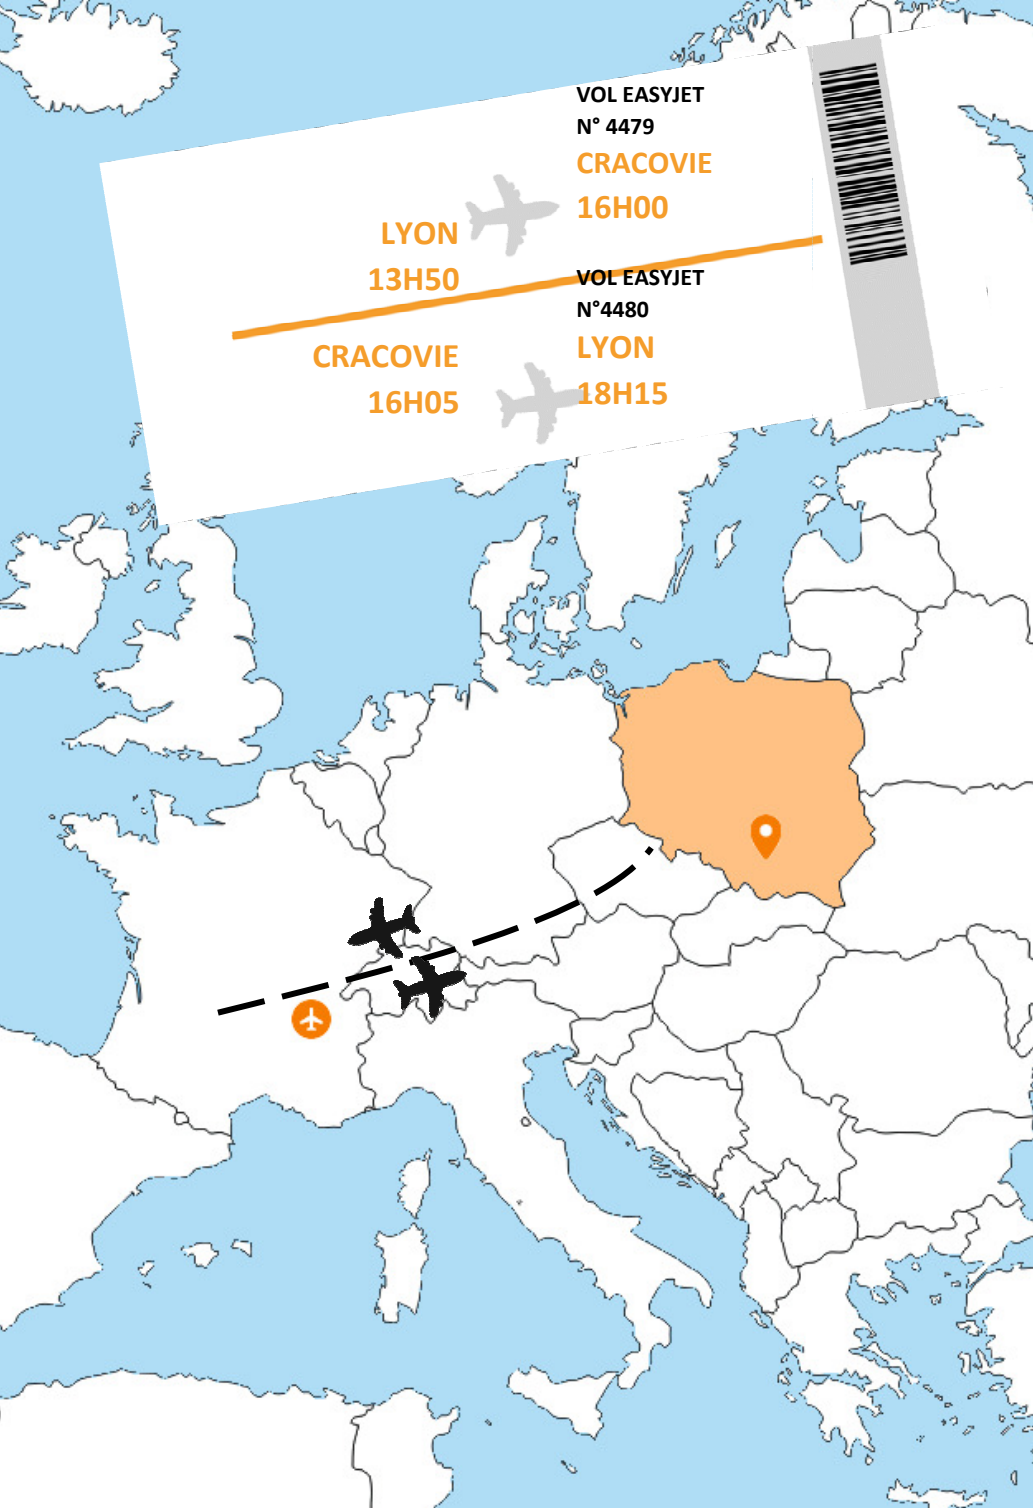 VOL EASYJET
N° 4479
CRACOVIE
16H00
LYON
13H50
VOL EASYJET
N°4480
LYON
18H15
CRACOVIE
16H05